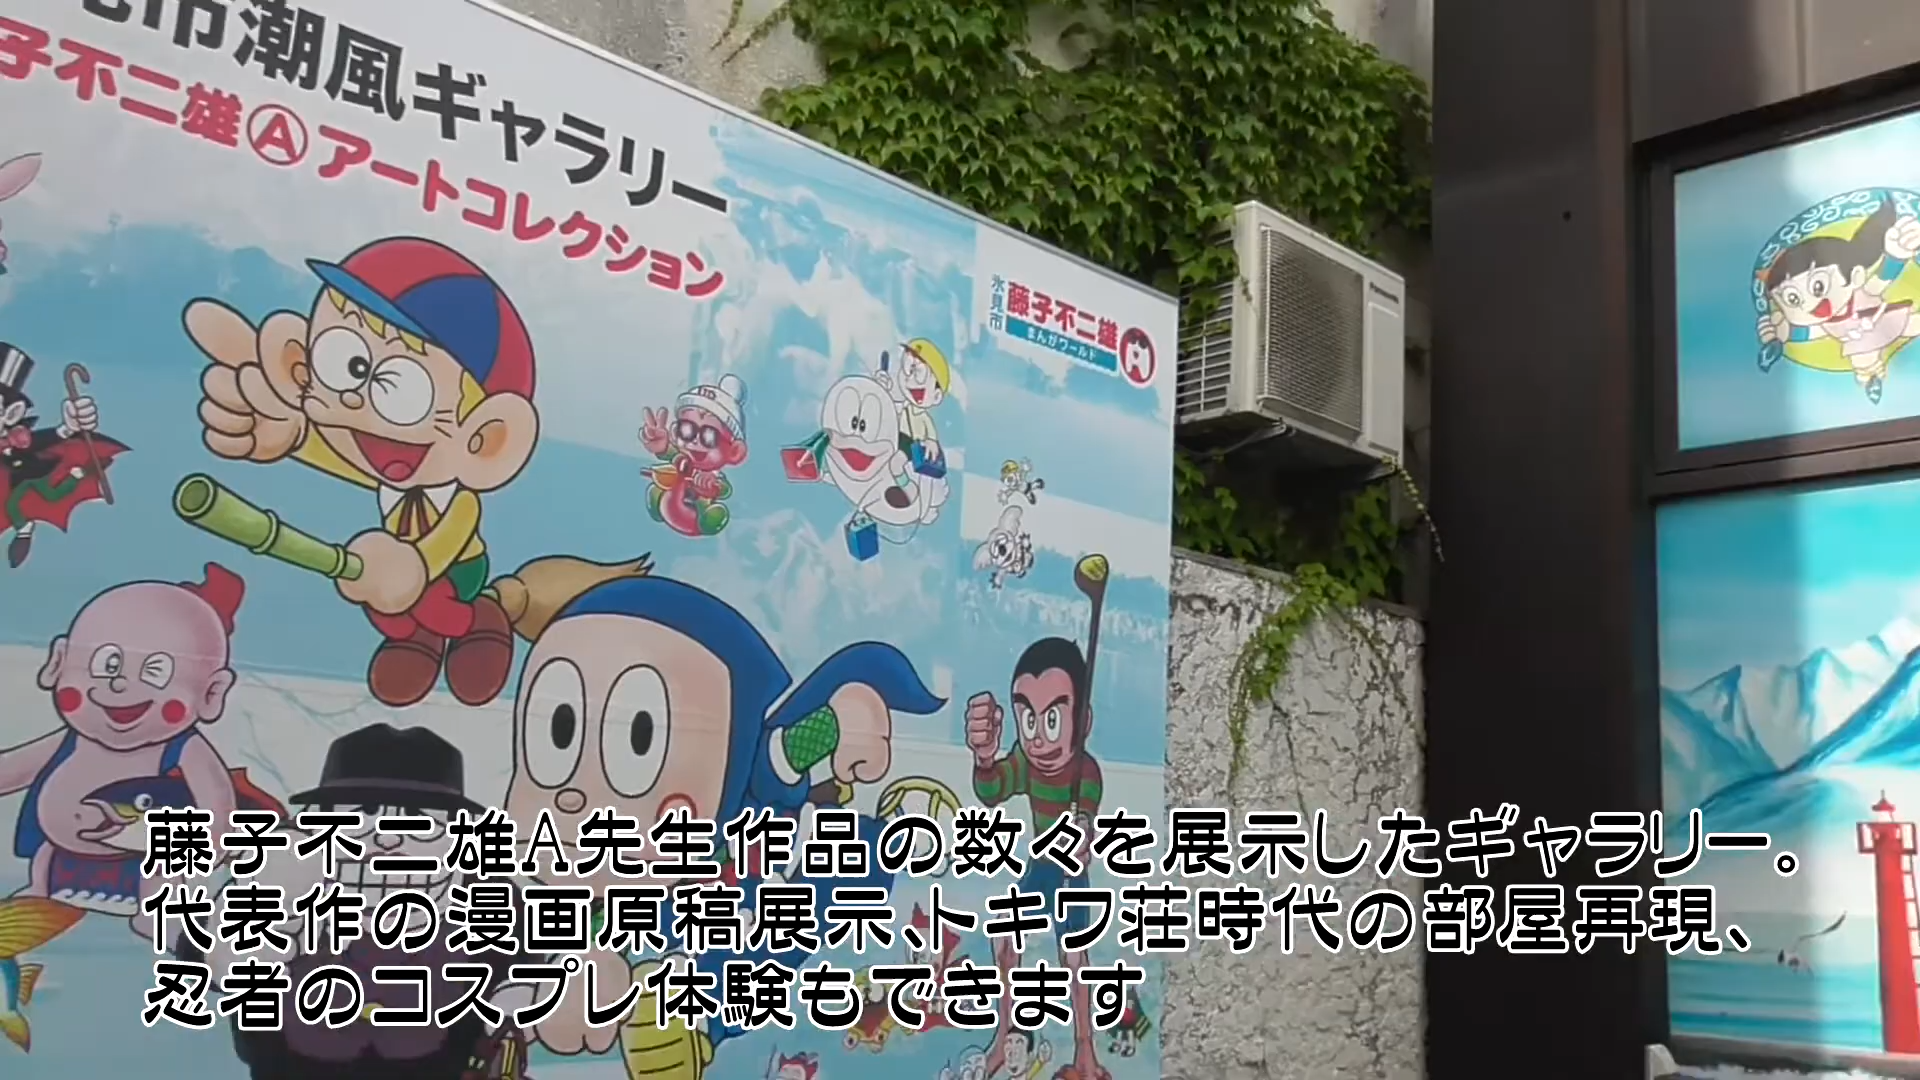 市潮風ギャラリー
子不二雄Ⓐアートコレクション
氷見市
藤子不二雄
まんがワールド
Panasonic
藤子不二雄A先生作品の数々を展示したギャラリー。
代表作の漫画原稿展示、トキワ荘時代の部屋再現、
忍者のコスプレ体験もできます